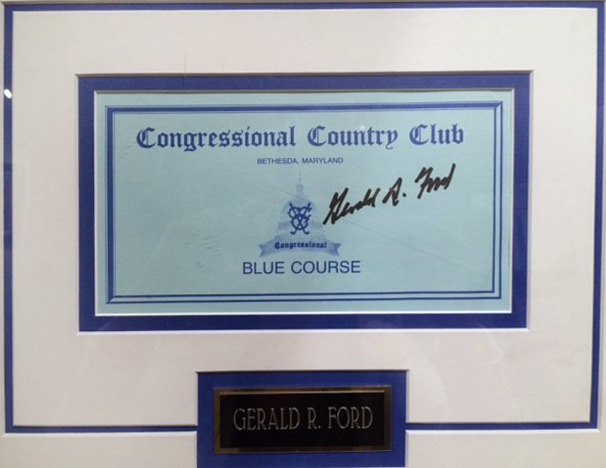 Congressional Country Club
BETHESDA, MARYLAND
Gerald R. Ford
Congressional
BLUE COURSE
GERALD R. FORD